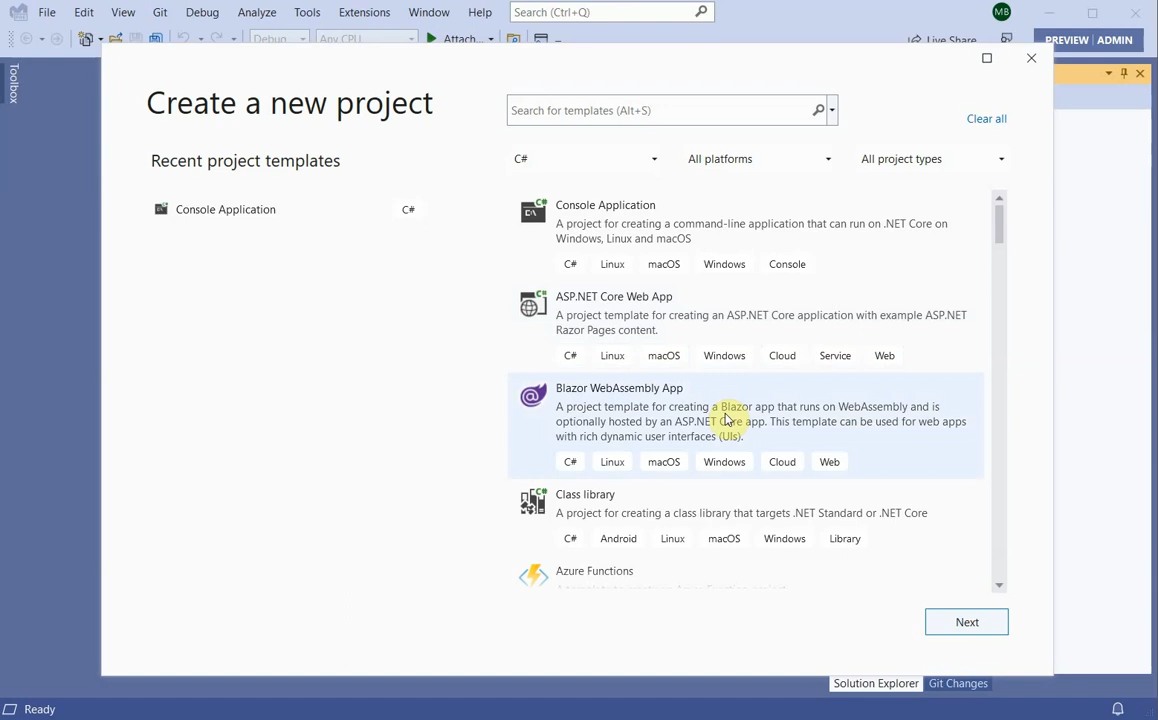 File Edit View Git Debug Analyze Tools Extensions Window Help Search (Ctrl+Q) MB
Debug Any CPU Attach... Live Share PREVIEW ADMIN
Toolbox
Create a new project
Search for templates (Alt+S)
Clear all
Recent project templates
C# All platforms All project types
Console Application C#
Console Application
A project for creating a command-line application that can run on .NET Core on
Windows, Linux and macOS
C# Linux macOS Windows Console
ASP.NET Core Web App
A project template for creating an ASP.NET Core application with example ASP.NET
Razor Pages content.
C# Linux macOS Windows Cloud Service Web
Blazor WebAssembly App
A project template for creating a Blazor app that runs on WebAssembly and is
optionally hosted by an ASP.NET Core app. This template can be used for web apps
with rich dynamic user interfaces (UIs).
C# Linux macOS Windows Cloud Web
Class library
A project for creating a class library that targets .NET Standard or .NET Core
C# Android Linux macOS Windows Library
Azure Functions
Next
Solution Explorer Git Changes
Ready